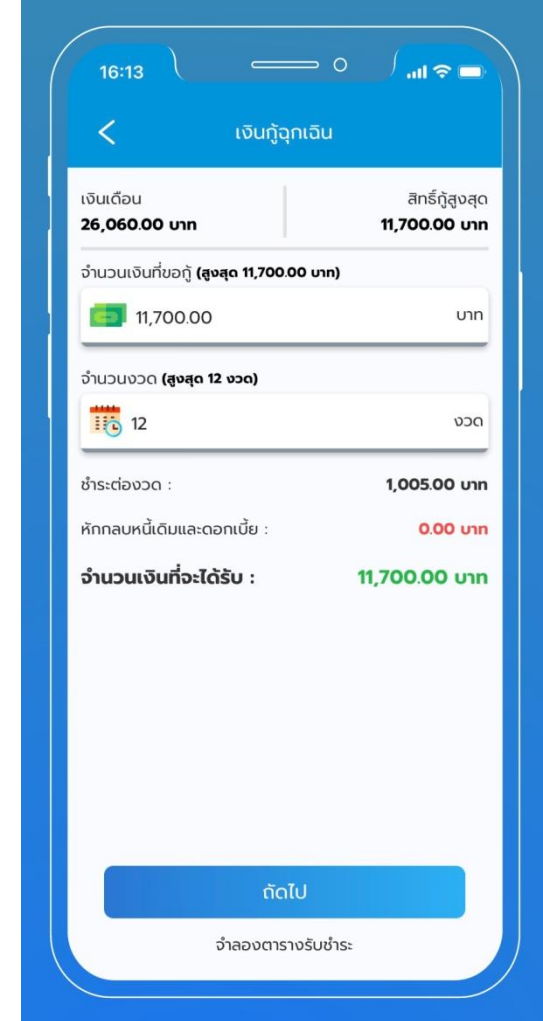 16:13
เงินกู้ฉุกเฉิน
เงินเดือน สิทธิ์กู้สูงสุด
26,060.00 บาท 11,700.00 บาท
จำนวนเงินที่ขอกู้ (สูงสุด 11,700.00 บาท)
11,700.00 บาท
จำนวนงวด (สูงสุด 12 งวด)
12 งวด
ชำระต่องวด : 1,005.00 บาท
หักกลบหนี้เดิมและดอกเบี้ย : 0.00 บาท
จำนวนเงินที่จะได้รับ : 11,700.00 บาท
ถัดไป
จำลองตารางรับชำระ